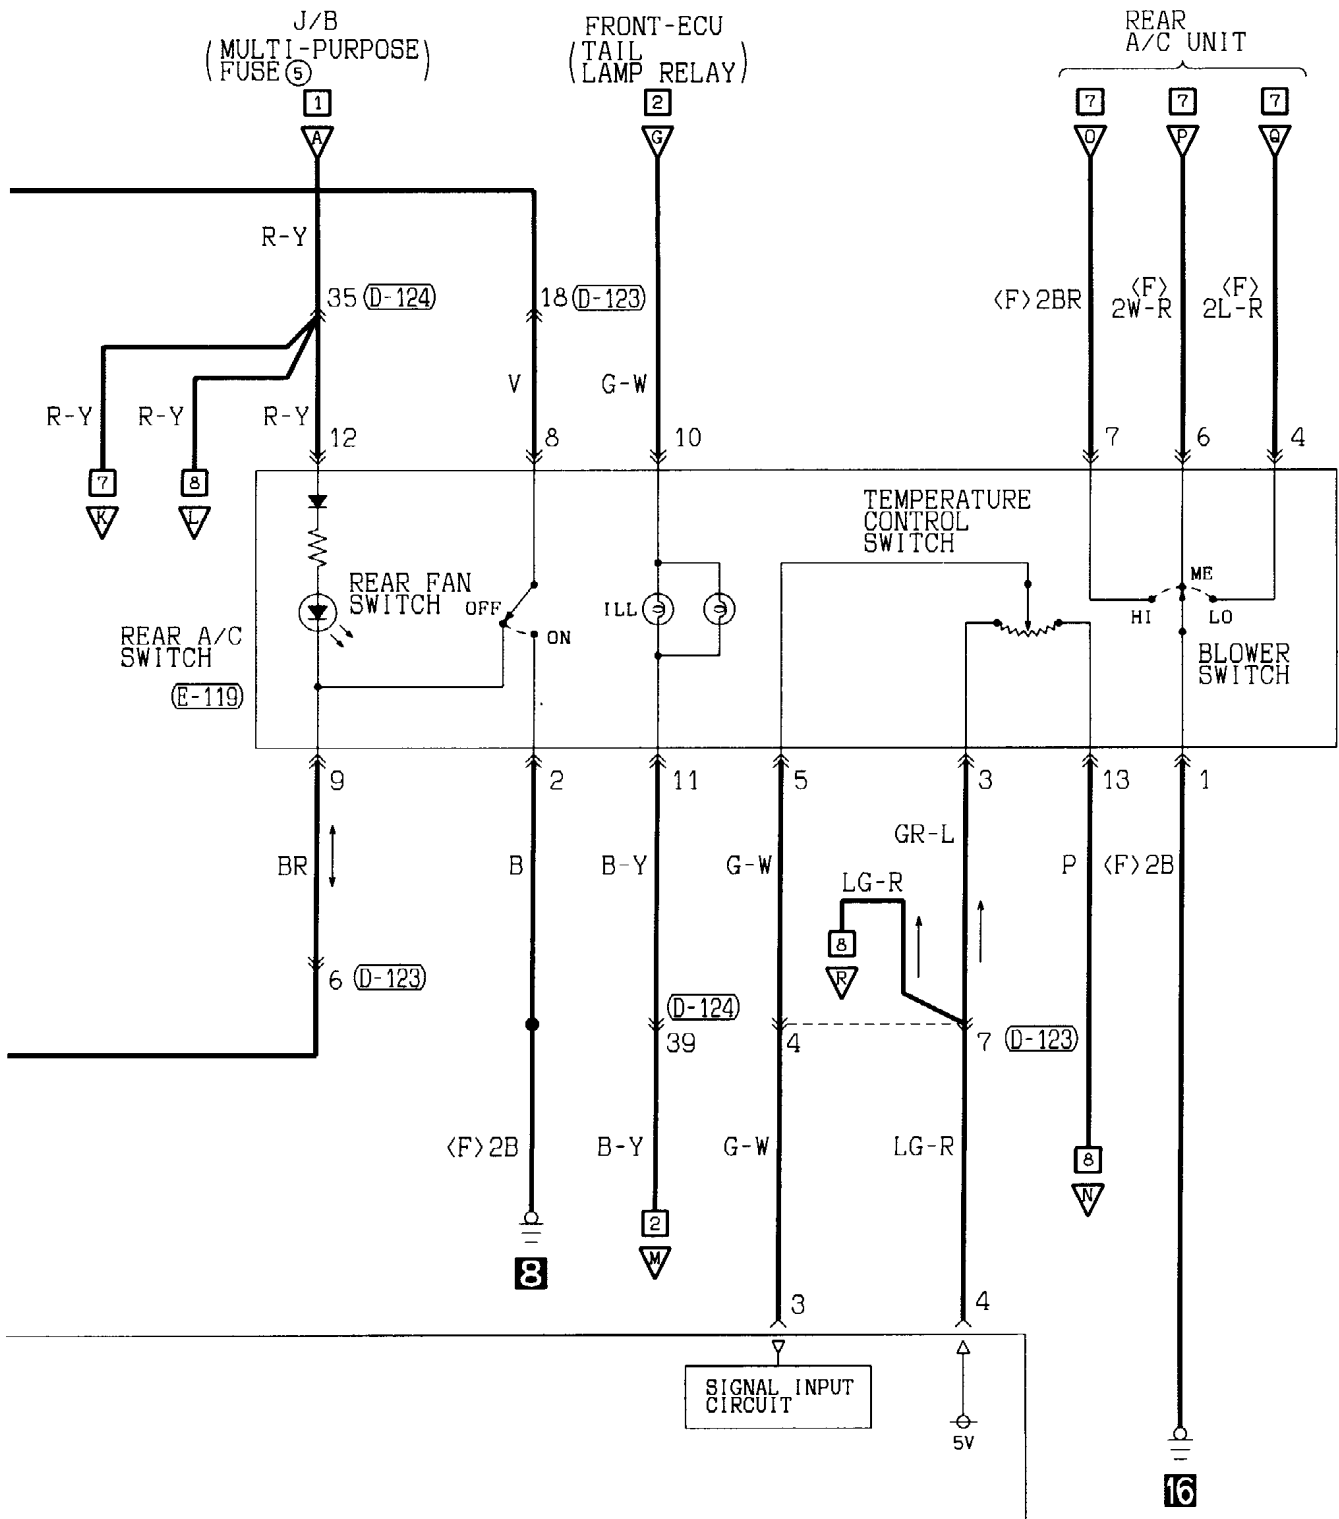 J/B
(MULTI-PURPOSE
FUSE ⑤)
FRONT-ECU
(TAIL
LAMP RELAY)
REAR
A/C UNIT
1
2
7
7
7
A
G
O
P
Q
R-Y
35 (D-124)
18 (D-123)
<F>2BR
<F>
2W-R
<F>
2L-R
V
G-W
R-Y
R-Y
R-Y
12
8
10
7
6
4
7
8
K
L
TEMPERATURE
CONTROL
SWITCH
REAR FAN
SWITCH
OFF
ON
ILL
ME
HI
LO
REAR A/C
SWITCH
(E-119)
BLOWER
SWITCH
9
2
11
5
3
13
1
GR-L
BR
B
B-Y
G-W
P
<F>2B
LG-R
8
R
6 (D-123)
(D-124)
39
4
7 (D-123)
<F>2B
B-Y
G-W
LG-R
8
N
2
M
8
3
4
SIGNAL INPUT
CIRCUIT
5V
16